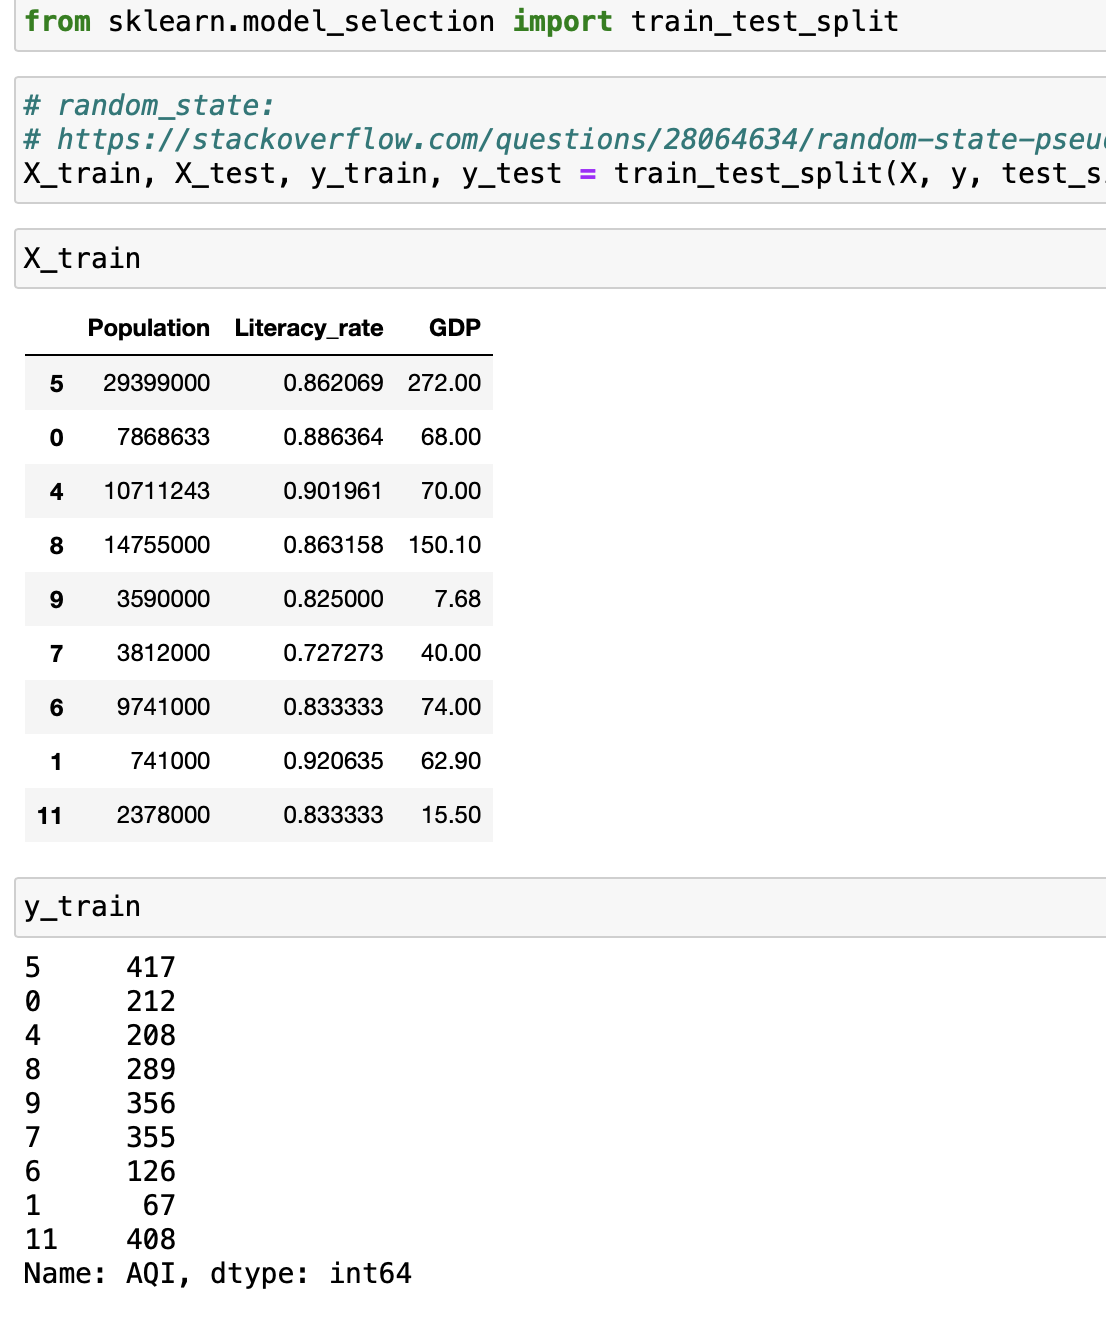 from sklearn.model_selection import train_test_split
# random_state:
# https://stackoverflow.com/questions/28064634/random-state-pseu
X_train, X_test, y_train, y_test = train_test_split(X, y, test_s
X_train
Population Literacy_rate GDP
5 29399000 0.862069 272.00
0 7868633 0.886364 68.00
4 10711243 0.901961 70.00
8 14755000 0.863158 150.10
9 3590000 0.825000 7.68
7 3812000 0.727273 40.00
6 9741000 0.833333 74.00
1 741000 0.920635 62.90
11 2378000 0.833333 15.50
y_train
5 417
0 212
4 208
8 289
9 356
7 355
6 126
1 67
11 408
Name: AQI, dtype: int64